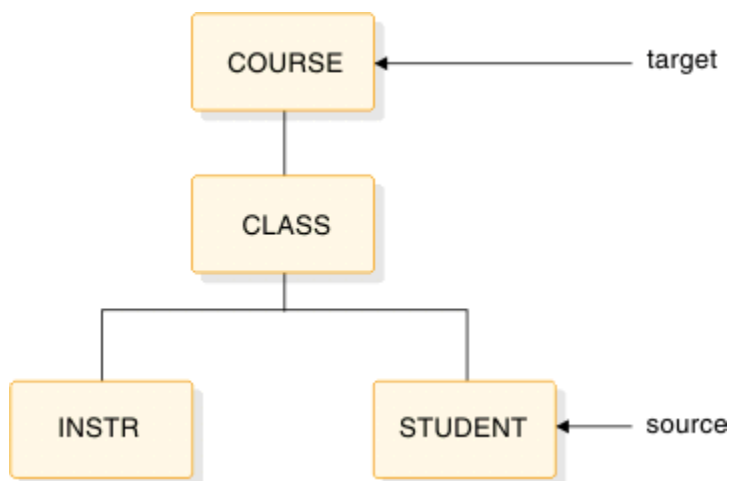 COURSE
target
CLASS
INSTR
STUDENT
source